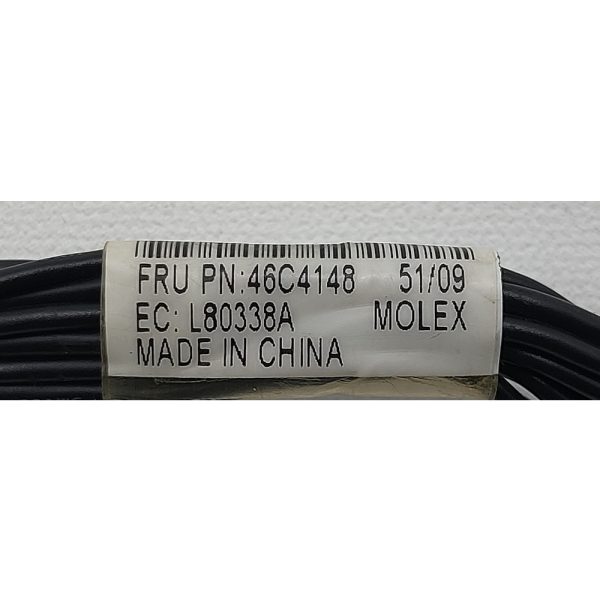 FRU PN:46C4148 51/09
EC: L80338A MOLEX
MADE IN CHINA